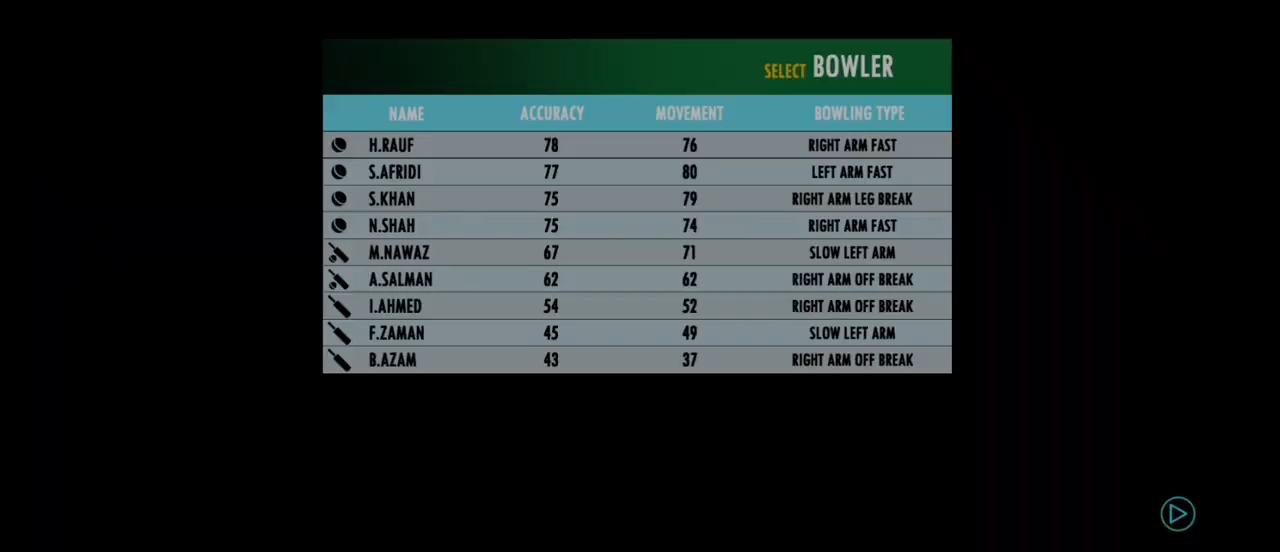 SELECT BOWLER
NAME ACCURACY MOVEMENT BOWLING TYPE
H.RAUF 78 76 RIGHT ARM FAST
S.AFRIDI 77 80 LEFT ARM FAST
S.KHAN 75 79 RIGHT ARM LEG BREAK
N.SHAH 75 74 RIGHT ARM FAST
M.NAWAZ 67 71 SLOW LEFT ARM
A.SALMAN 62 62 RIGHT ARM OFF BREAK
I.AHMED 54 52 RIGHT ARM OFF BREAK
F.ZAMAN 45 49 SLOW LEFT ARM
B.AZAM 43 37 RIGHT ARM OFF BREAK